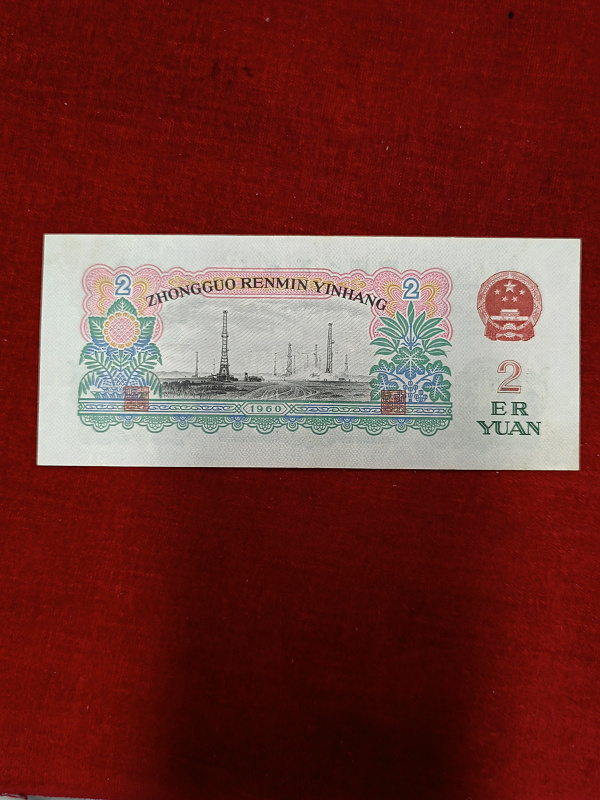 2
ZHONGGUO RENMIN YINHANG
2
1960
2
ER
YUAN